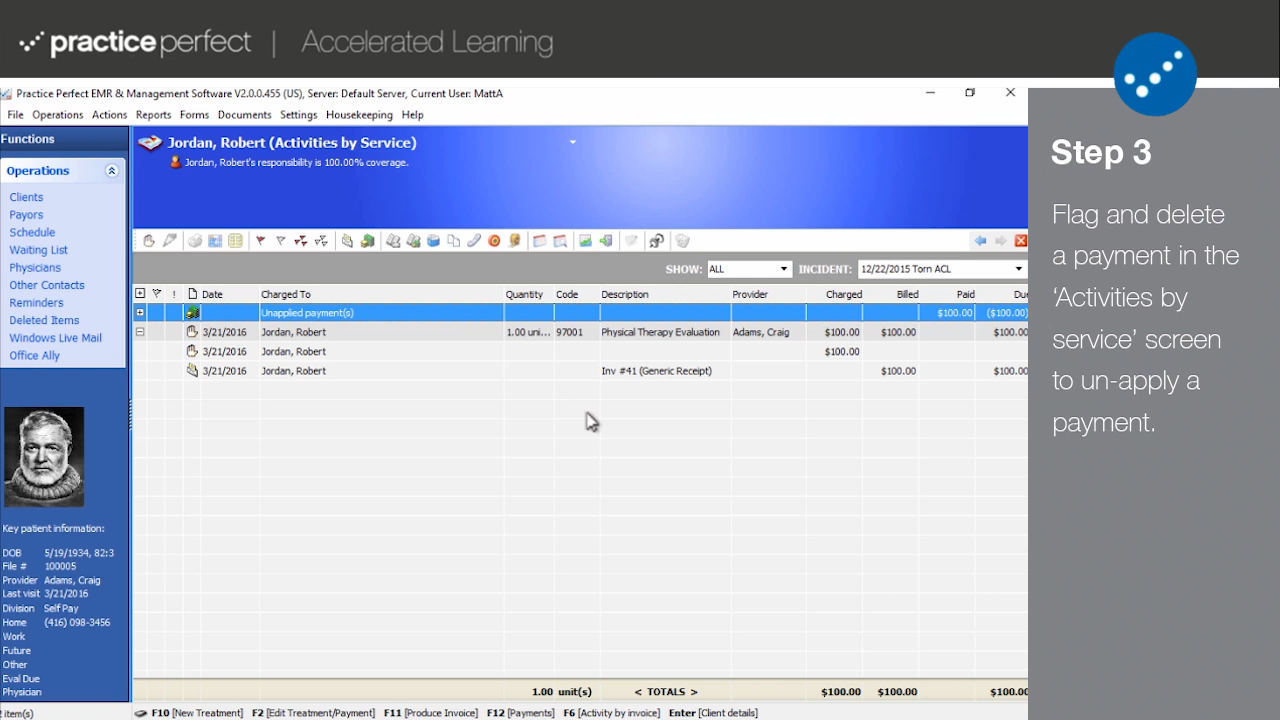 practiceperfect | Accelerated Learning
Practice Perfect EMR & Management Software V2.0.0.455 (US), Server: Default Server, Current User: MattA
File Operations Actions Reports Forms Documents Settings Housekeeping Help
Functions
Operations
Clients
Payors
Schedule
Waiting List
Physicians
Other Contacts
Reminders
Deleted Items
Windows Live Mail
Office Ally
Key patient information:
DOB 5/19/1934, 82:3
File # 100005
Provider Adams, Craig
Last visit 3/21/2016
Division Self Pay
Home (416) 098-3456
Work
Future
Other
Eval Due
Physician
item(s)
Jordan, Robert (Activities by Service)
Jordan, Robert's responsibility is 100.00% coverage.
SHOW: ALL INCIDENT: 12/22/2015 Torn ACL
! Date Charged To Quantity Code Description Provider Charged Billed Paid Due
Unapplied payment(s) $100.00 ($100.00)
3/21/2016 Jordan, Robert 1.00 uni... 97001 Physical Therapy Evaluation Adams, Craig $100.00 $100.00 $100.00
3/21/2016 Jordan, Robert $100.00
3/21/2016 Jordan, Robert Inv #41 (Generic Receipt) $100.00 $100.00
1.00 unit(s) < TOTALS > $100.00 $100.00 $100.00
F10 [New Treatment] F2 [Edit Treatment/Payment] F11 [Produce Invoice] F12 [Payments] F6 [Activity by invoice] Enter [Client details]
Step 3
Flag and delete
a payment in the
‘Activities by
service’ screen
to un-apply a
payment.